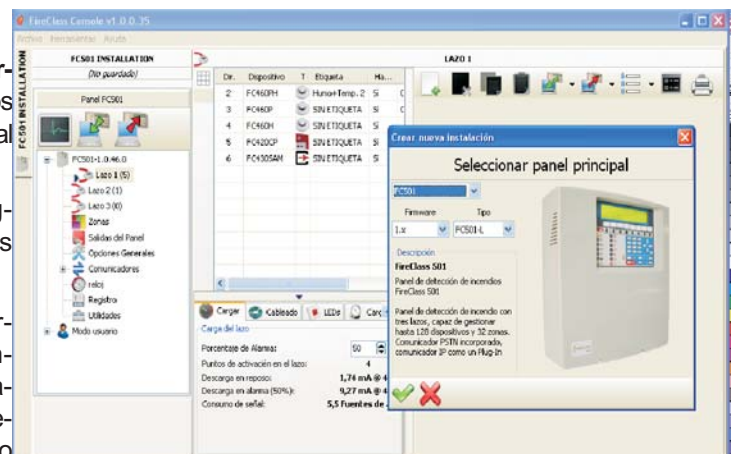 FireClass Console v1.0.0.35
Archivo Herramientas Ayuda
FC501 INSTALLATION
FC501 INSTALLATION
(No guardado)
Panel FC501
FC501-1.0.46.0
Lazo 1 (5)
Lazo 2 (1)
Lazo 3 (0)
Zonas
Salidas del Panel
Opciones Generales
Comunicadores
reloj
Registro
Utilidades
Modo usuario
LAZO 1
Dir. Dispositivo T Etiqueta Ha...
2 FC460PH Humo+Temp. 2 Sí
3 FC460P SIN ETIQUETA Sí
4 FC460H SIN ETIQUETA Sí
5 FC420CP SIN ETIQUETA Sí
6 FC430SAM SIN ETIQUETA Sí
Cargar Cableado LEDs
Carga del lazo
Porcentaje de Alarma: 50
Puntos de activación en el lazo: 4
Descarga en reposo: 1,74 mA @ 4
Descarga en alarma (50%): 9,27 mA @ 4
Consumo de señal: 5,5 Fuentes de
Crear nueva instalación
Seleccionar panel principal
FC501
Firmware Tipo
1.x FC501-L
Descripción
FireClass 501
Panel de detección de incendios
FireClass 501
Panel de detección de incendio con
tres lazos, capaz de gestionar
hasta 128 dispositivos y 32 zonas.
Comunicador PSTN incorporado,
comunicador IP como un Plug-In